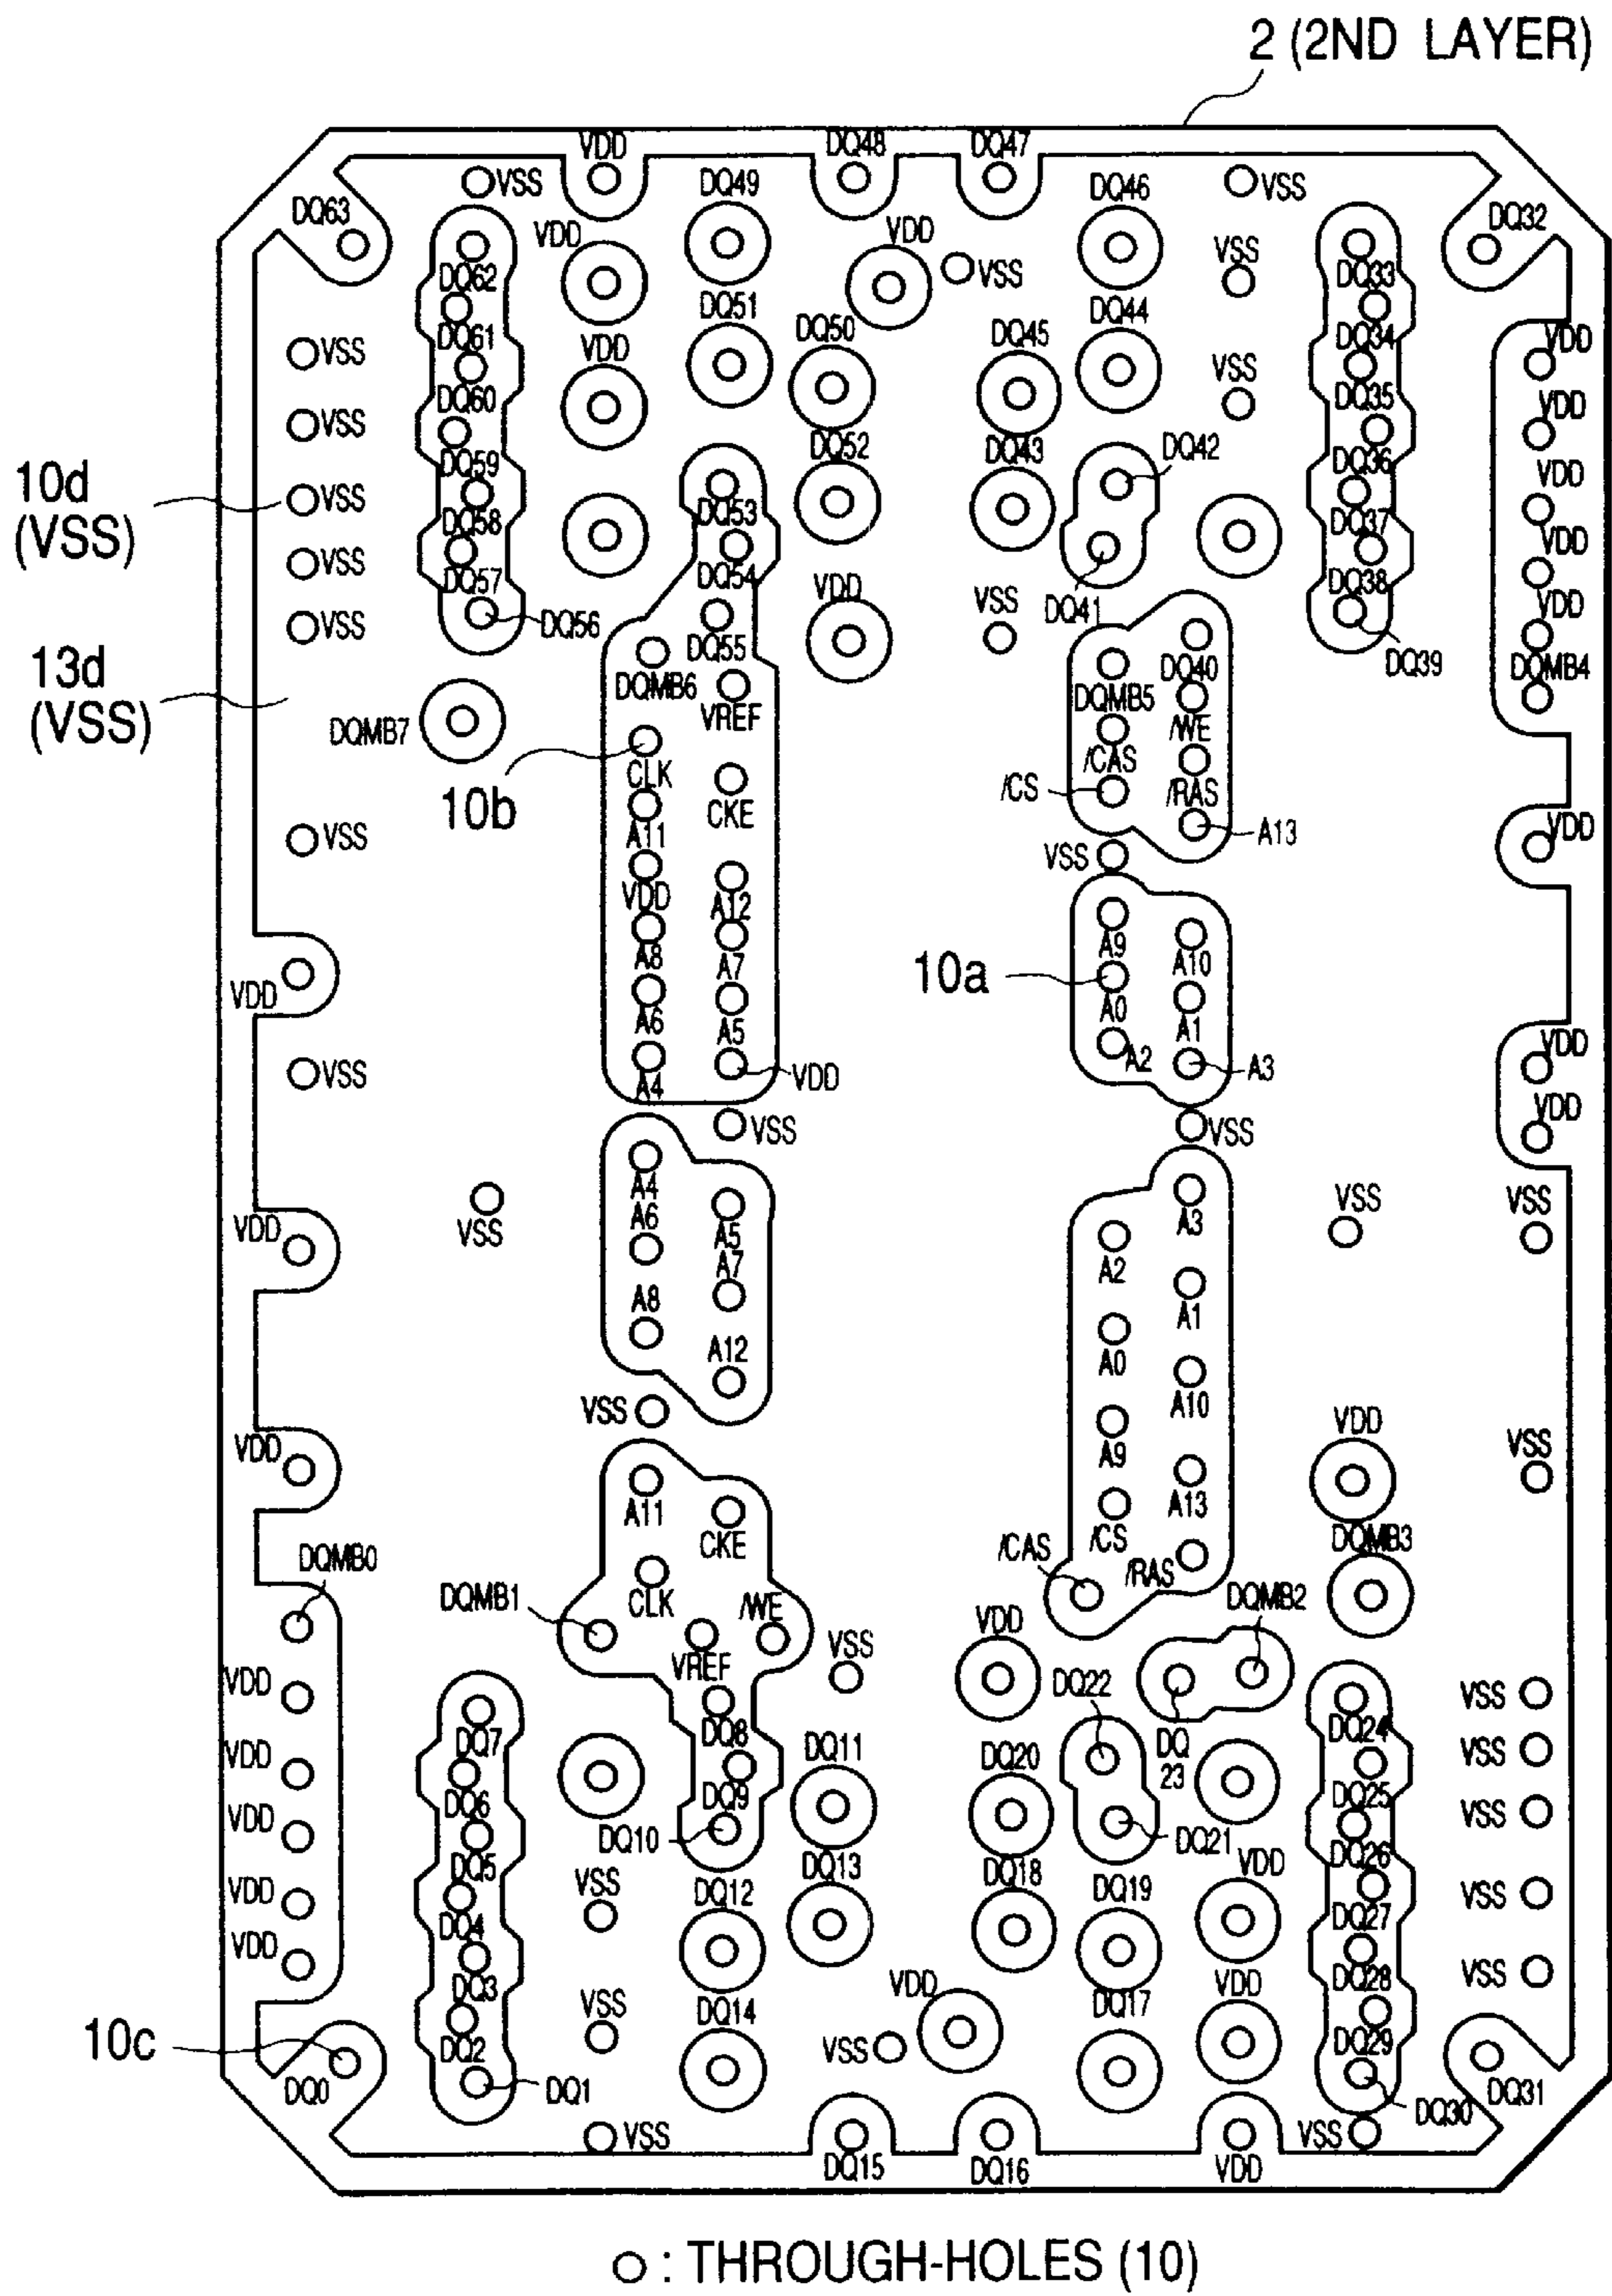 2 (2ND LAYER)
VDD DQ48 DQ47
VSS DQ49 DQ46 VSS
DQ63 VDD VDD DQ32
DQ62 VSS VSS DQ33
DQ51 DQ50 DQ45 DQ44
VSS DQ61 VDD VSS DQ34 VDD
VSS DQ60 DQ35 VDD
DQ52 DQ43 DQ42
10d
(VSS)
VSS DQ59 DQ36 VDD
DQ53 DQ58 DQ37
VSS DQ57 DQ54 VDD VSS DQ41 DQ38 VDD
VSS DQ56 DQ55 VDD
13d
(VSS)
DQMB6 DQ40 DQ39 DQMB4
DQMB7 VREF DQMB5 /WE
10b
CLK CKE /CS /CAS /RAS
VSS A11 A13 VDD
VDD A12 VSS
A8 A7 A9 A10
10a
VDD A6 A5 A0 A1
VSS A4 VDD A2 A3 VDD
VSS VSS VDD
A4 A3
VDD VSS A6 A5 A2 VSS VSS
A8 A7 A1
A12 A0
VSS A10
VDD A9 VDD VSS
A11 CKE /CS A13
DQMB0 /CAS /RAS DQMB3
DQMB1 CLK /WE DQMB2
VREF VSS VDD
VDD DQ22 VSS
DQ7 DQ8 DQ11 DQ20 DQ
23 DQ24
VDD VSS
DQ6 DQ9 DQ25
VDD DQ10 DQ21 VSS
DQ5 DQ13 DQ18 VDD DQ26
VDD VSS DQ12 DQ19 VSS
DQ4 DQ27
VDD VSS
DQ3 VSS DQ14 VDD DQ17 VDD DQ28
10c
DQ2 VSS DQ29
DQ0 DQ1 DQ30 DQ31
VSS DQ15 DQ16 VDD VSS
: THROUGH-HOLES (10)